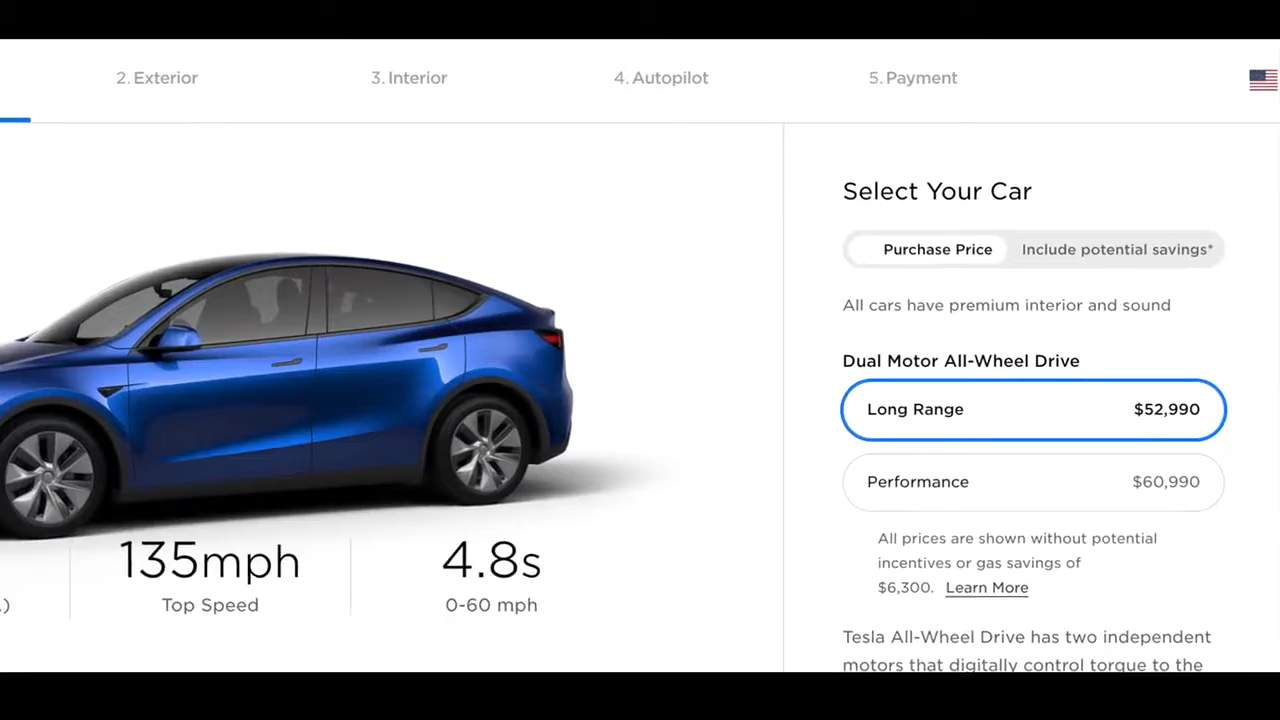 2. Exterior
3. Interior
4. Autopilot
5. Payment
Select Your Car
Purchase Price
Include potential savings*
All cars have premium interior and sound
Dual Motor All-Wheel Drive
Long Range $52,990
Performance $60,990
All prices are shown without potential
incentives or gas savings of
$6,300. Learn More
Tesla All-Wheel Drive has two independent
motors that digitally control torque to the
.)
135mph
Top Speed
4.8s
0-60 mph